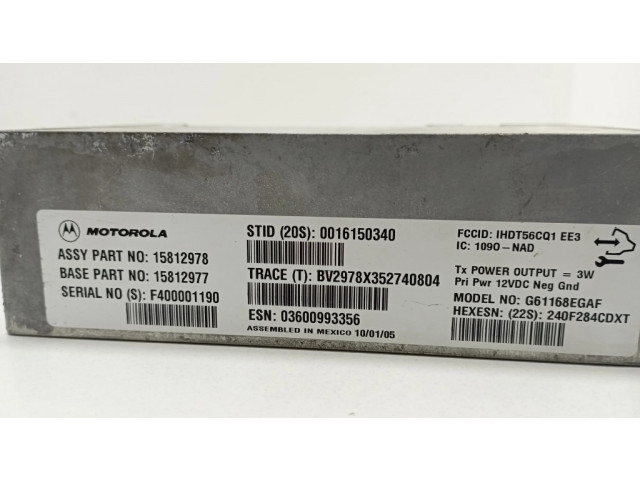 MOTOROLA
ASSY PART NO: 15812978
BASE PART NO: 15812977
SERIAL NO (S): F400001190
STID (20S): 0016150340
TRACE (T): BV2978X352740804
ESN: 03600993356
ASSEMBLED IN MEXICO 10/01/05
FCCID: IHDT56CQ1 EE3
IC: 109O-NAD
Tx POWER OUTPUT = 3W
Pri Pwr 12VDC Neg Gnd
MODEL NO: G61168EGAF
HEXESN: (22S): 240F284CDXT